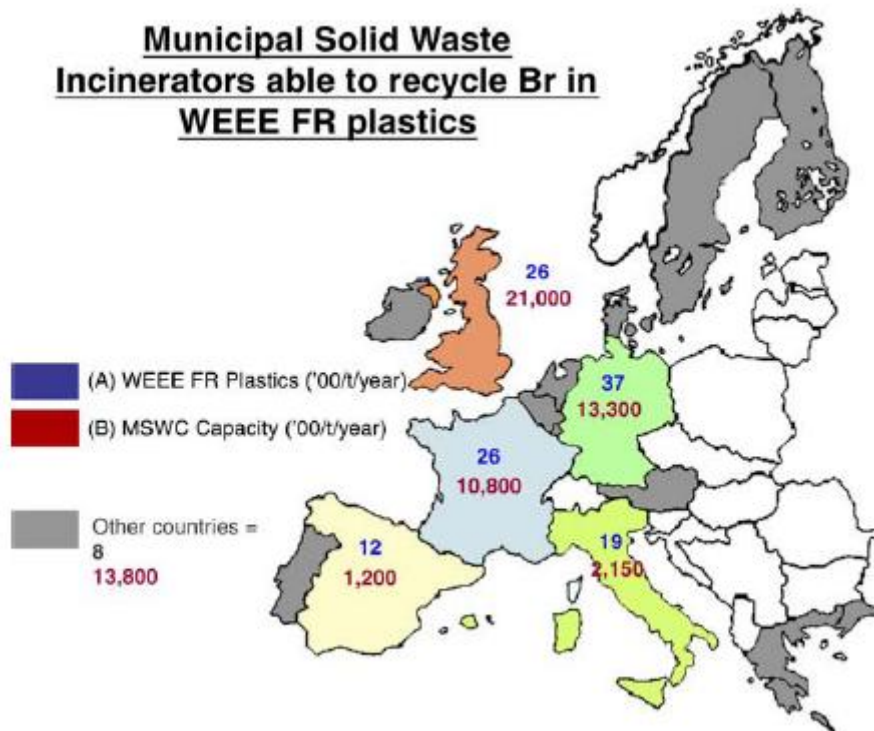 Municipal Solid Waste
Incinerators able to recycle Br in
WEEE FR plastics
26
21,000
(A) WEEE FR Plastics ('00/t/year)
37
13,300
(B) MSWC Capacity ('00/t/year)
26
10,800
Other countries =
8
13,800
12
1,200
19
2,150